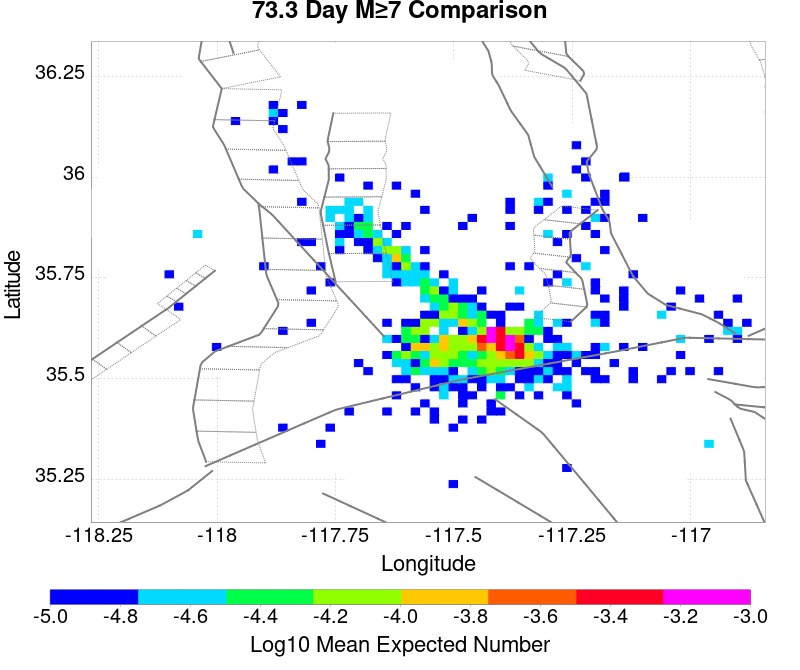 73.3 Day M≥7 Comparison
36.25
36
35.75
35.5
35.25
Latitude
-118.25 -118 -117.75 -117.5 -117.25 -117
Longitude
-5.0 -4.8 -4.6 -4.4 -4.2 -4.0 -3.8 -3.6 -3.4 -3.2 -3.0
Log10 Mean Expected Number